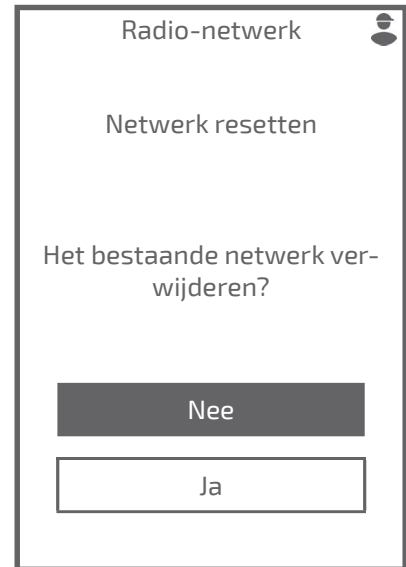 Radio-netwerk
Netwerk resetten
Het bestaande netwerk ver-
wijderen?
Nee
Ja